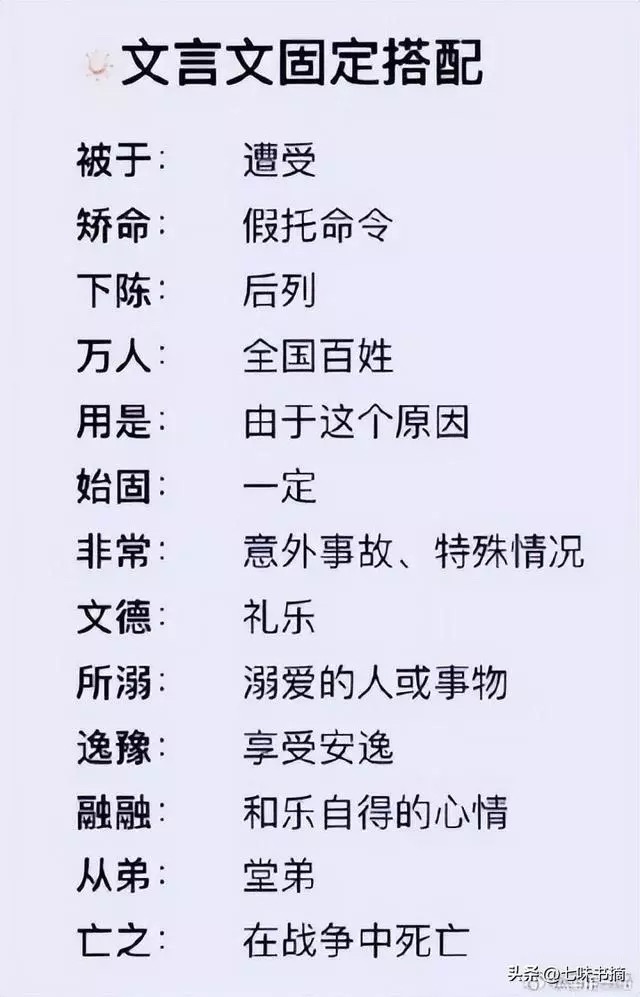 文言文固定搭配
被于： 遭受
矫命： 假托命令
下陈： 后列
万人： 全国百姓
用是： 由于这个原因
始固： 一定
非常： 意外事故、特殊情况
文德： 礼乐
所溺： 溺爱的人或事物
逸豫： 享受安逸
融融： 和乐自得的心情
从弟： 堂弟
亡之： 在战争中死亡
头条@七味书摘